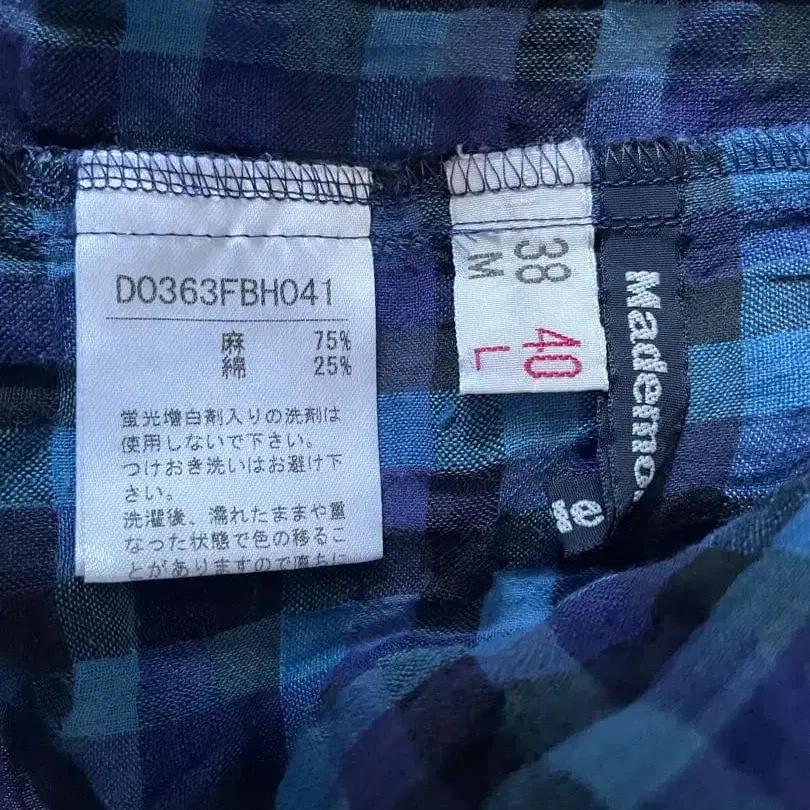 D0363FBH041
麻 75%
綿 25%
蛍光増白剤入りの洗剤は
使用しないで下さい。
つけおき洗いはお避け下
さい。
洗濯後、濡れたままや重
なった状態で色の移るこ
とがありますので直ちに
38
M
40
L
Mademo
e